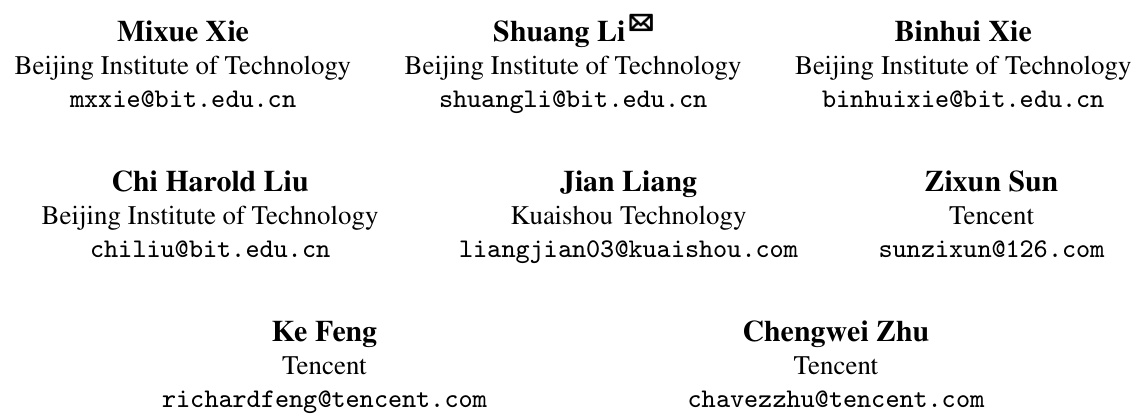 Mixue Xie
Beijing Institute of Technology
mxxie@bit.edu.cn
Shuang Li✉
Beijing Institute of Technology
shuangli@bit.edu.cn
Binhui Xie
Beijing Institute of Technology
binhuixie@bit.edu.cn
Chi Harold Liu
Beijing Institute of Technology
chiliu@bit.edu.cn
Jian Liang
Kuaishou Technology
liangjian03@kuaishou.com
Zixun Sun
Tencent
sunzixun@126.com
Ke Feng
Tencent
richardfeng@tencent.com
Chengwei Zhu
Tencent
chavezzhu@tencent.com